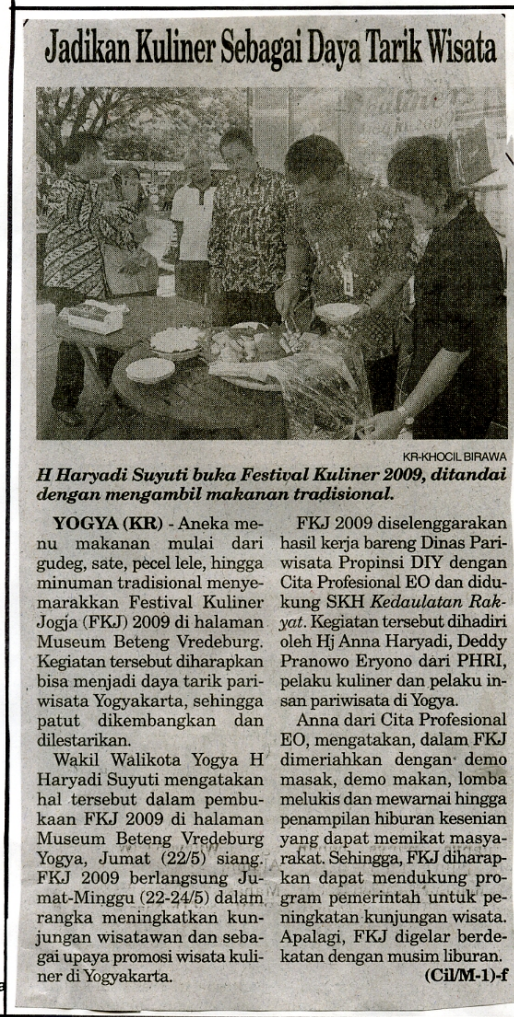 Jadikan Kuliner Sebagai Daya Tarik Wisata
KR-KHOCIL BIRAWA
H Haryadi Suyuti buka Festival Kuliner 2009, ditandai
dengan mengambil makanan tradisional.
YOGYA (KR) - Aneka me-
nu makanan mulai dari
gudeg, sate, pecel lele, hingga
minuman tradisional menye-
marakkan Festival Kuliner
Jogja (FKJ) 2009 di halaman
Museum Beteng Vredeburg.
Kegiatan tersebut diharapkan
bisa menjadi daya tarik pari-
wisata Yogyakarta, sehingga
patut dikembangkan dan
dilestarikan.
Wakil Walikota Yogya H
Haryadi Suyuti mengatakan
hal tersebut dalam pembu-
kaan FKJ 2009 di halaman
Museum Beteng Vredeburg
Yogya, Jumat (22/5) siang.
FKJ 2009 berlangsung Ju-
mat-Minggu (22-24/5) dalam
rangka meningkatkan kun-
jungan wisatawan dan seba-
gai upaya promosi wisata kuli-
ner di Yogyakarta.
FKJ 2009 diselenggarakan
hasil kerja bareng Dinas Pari-
wisata Propinsi DIY dengan
Cita Profesional EO dan didu-
kung SKH Kedaulatan Rak-
yat. Kegiatan tersebut dihadiri
oleh Hj Anna Haryadi, Deddy
Pranowo Eryono dari PHRI,
pelaku kuliner dan pelaku in-
san pariwisata di Yogya.
Anna dari Cita Profesional
EO, mengatakan, dalam FKJ
dimeriahkan dengan demo
masak, demo makan, lomba
melukis dan mewarnai hingga
penampilan hiburan kesenian
yang dapat memikat masya-
rakat. Sehingga, FKJ diharap-
kan dapat mendukung pro-
gram pemerintah untuk pe-
ningkatan kunjungan wisata.
Apalagi, FKJ digelar berde-
katan dengan musim liburan.
(Cil/M-1)-f